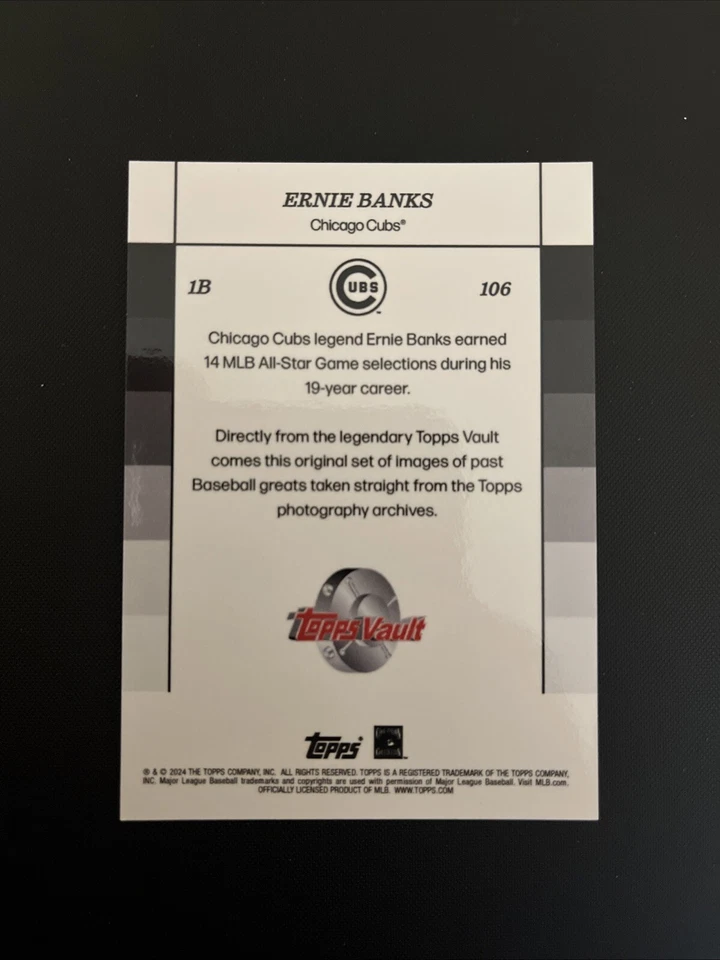 ERNIE BANKS
Chicago Cubs®
1B
CUBS
™
106
Chicago Cubs legend Ernie Banks earned
14 MLB All-Star Game selections during his
19-year career.
Directly from the legendary Topps Vault
comes this original set of images of past
Baseball greats taken straight from the Topps
photography archives.
Topps Vault
Topps®
® & © 2024 THE TOPPS COMPANY, INC. ALL RIGHTS RESERVED. TOPPS IS A REGISTERED TRADEMARK OF THE TOPPS COMPANY,
INC. Major League Baseball trademarks and copyrights are used with permission of Major League Baseball. Visit MLB.com.
OFFICIALLY LICENSED PRODUCT OF MLB. WWW.TOPPS.COM